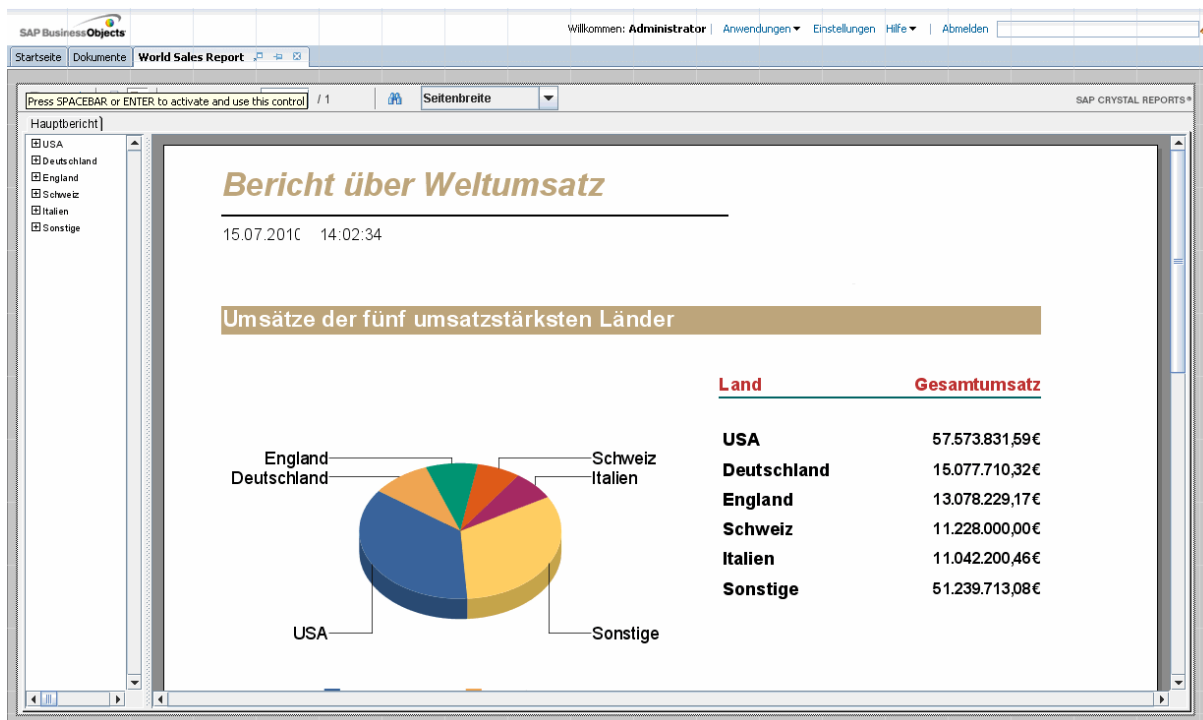 SAP BusinessObjects
Willkommen: Administrator | Anwendungen Einstellungen Hilfe | Abmelden
Startseite Dokumente World Sales Report
Press SPACEBAR or ENTER to activate and use this control / 1 Seitenbreite SAP CRYSTAL REPORTS®
Hauptbericht
USA
Deutschland
England
Schweiz
Italien
Sonstige
Bericht über Weltumsatz
15.07.2010 14:02:34
Umsätze der fünf umsatzstärksten Länder
Land Gesamtumsatz
USA 57.573.831,59€
Deutschland 15.077.710,32€
England 13.078.229,17€
Schweiz 11.228.000,00€
Italien 11.042.200,46€
Sonstige 51.239.713,08€
England Schweiz
Deutschland Italien
USA Sonstige